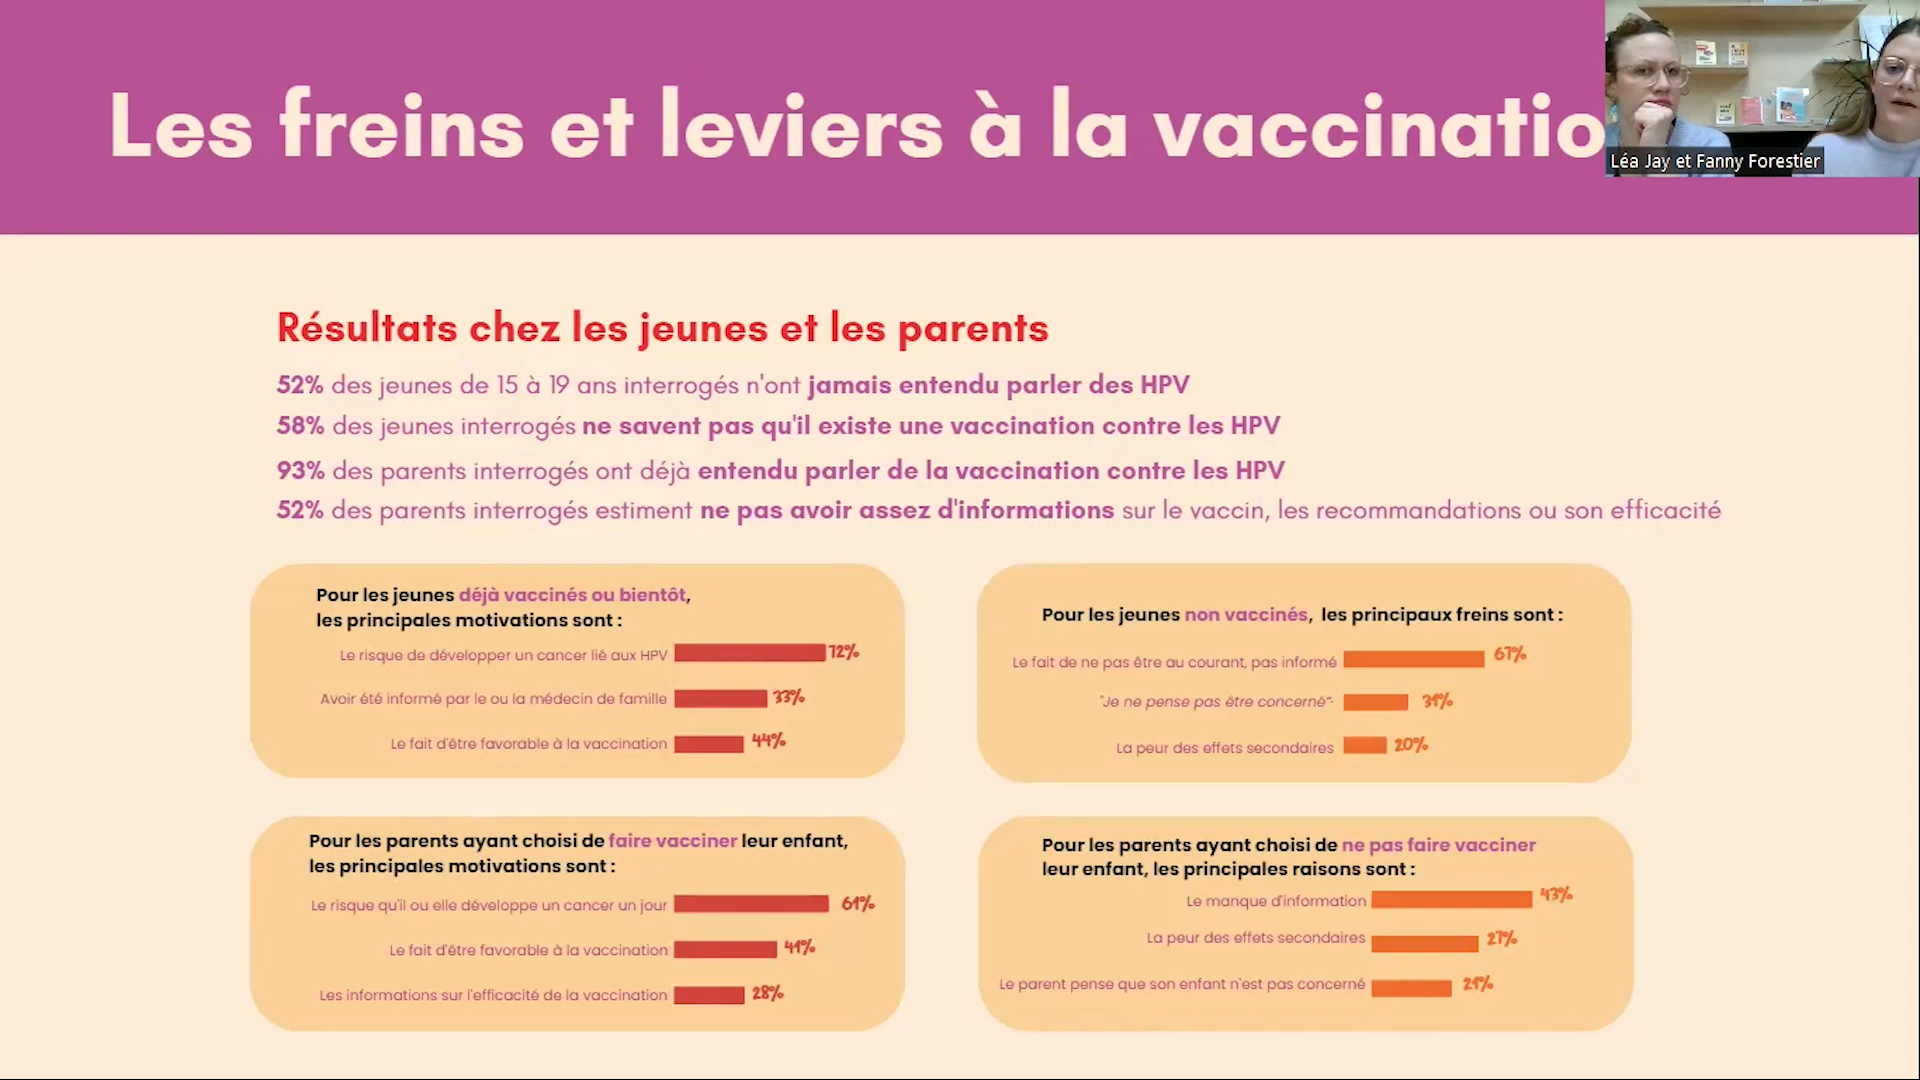 Les freins et leviers à la vaccinatio
Léa Jay et Fanny Forestier
Résultats chez les jeunes et les parents
52% des jeunes de 15 à 19 ans interrogés n'ont jamais entendu parler des HPV
58% des jeunes interrogés ne savent pas qu'il existe une vaccination contre les HPV
93% des parents interrogés ont déjà entendu parler de la vaccination contre les HPV
52% des parents interrogés estiment ne pas avoir assez d'informations sur le vaccin, les recommandations ou son efficacité
Pour les jeunes déjà vaccinés ou bientôt,
les principales motivations sont :
Le risque de développer un cancer lié aux HPV 72%
Avoir été informé par le ou la médecin de famille 33%
Le fait d'être favorable à la vaccination 44%
Pour les jeunes non vaccinés, les principaux freins sont :
Le fait de ne pas être au courant, pas informé 67%
"Je ne pense pas être concerné"- 31%
La peur des effets secondaires 20%
Pour les parents ayant choisi de faire vacciner leur enfant,
les principales motivations sont :
Le risque qu'il ou elle développe un cancer un jour 61%
Le fait d'être favorable à la vaccination 41%
Les informations sur l'efficacité de la vaccination 28%
Pour les parents ayant choisi de ne pas faire vacciner
leur enfant, les principales raisons sont :
Le manque d'information 43%
La peur des effets secondaires 27%
Le parent pense que son enfant n'est pas concerné 21%